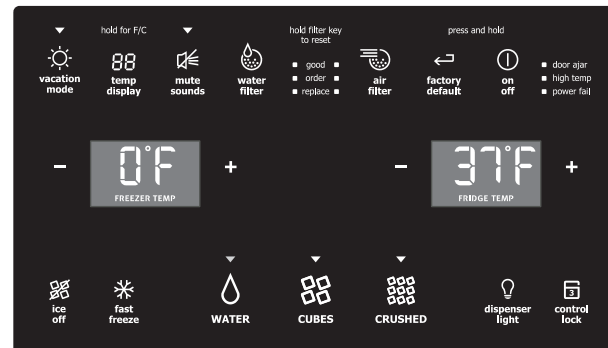 hold for F/C
hold filter key
to reset
press and hold
88
vacation
mode
temp
display
mute
sounds
water
filter
good
order
replace
air
filter
factory
default
on
off
door ajar
high temp
power fail
- 0°F +
FREEZER TEMP
- 37°F +
FRIDGE TEMP
ice
off
fast
freeze
WATER
CUBES
CRUSHED
dispenser
light
3
control
lock